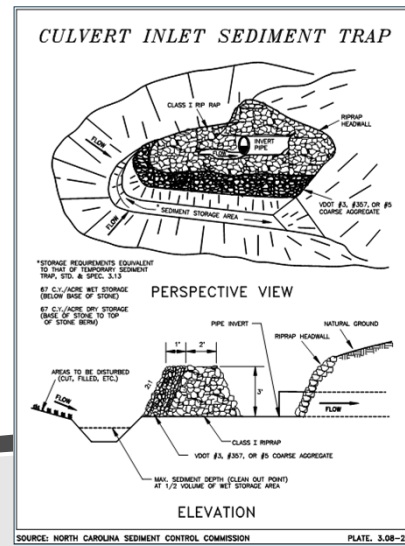 CULVERT INLET SEDIMENT TRAP
CLASS I RIP RAP
RIPRAP
HEADWALL
FLOW
INVERT
PIPE
FLOW
VDOT #3, #357, OR #5
COARSE AGGREGATE
* SEDIMENT STORAGE AREA
FLOW
*STORAGE REQUIREMENTS EQUIVALENT
TO THAT OF TEMPORARY SEDIMENT
TRAP, STD. & SPEC. 3.13
67 C.Y./ACRE WET STORAGE
(BELOW BASE OF STONE)
67 C.Y./ACRE DRY STORAGE
(BASE OF STONE TO TOP
OF STONE BERM)
PERSPECTIVE VIEW
PIPE INVERT
NATURAL GROUND
RIPRAP HEADWALL
AREAS TO BE DISTURBED
(CUT, FILLED, ETC.)
1" 2'
FLOW
2:1
3'
FLOW
CLASS I RIPRAP
VDOT #3, #357, OR #5 COARSE AGGREGATE
MAX. SEDIMENT DEPTH (CLEAN OUT POINT)
AT 1/2 VOLUME OF WET STORAGE AREA
ELEVATION
SOURCE: NORTH CAROLINA SEDIMENT CONTROL COMMISSION PLATE. 3.08-2